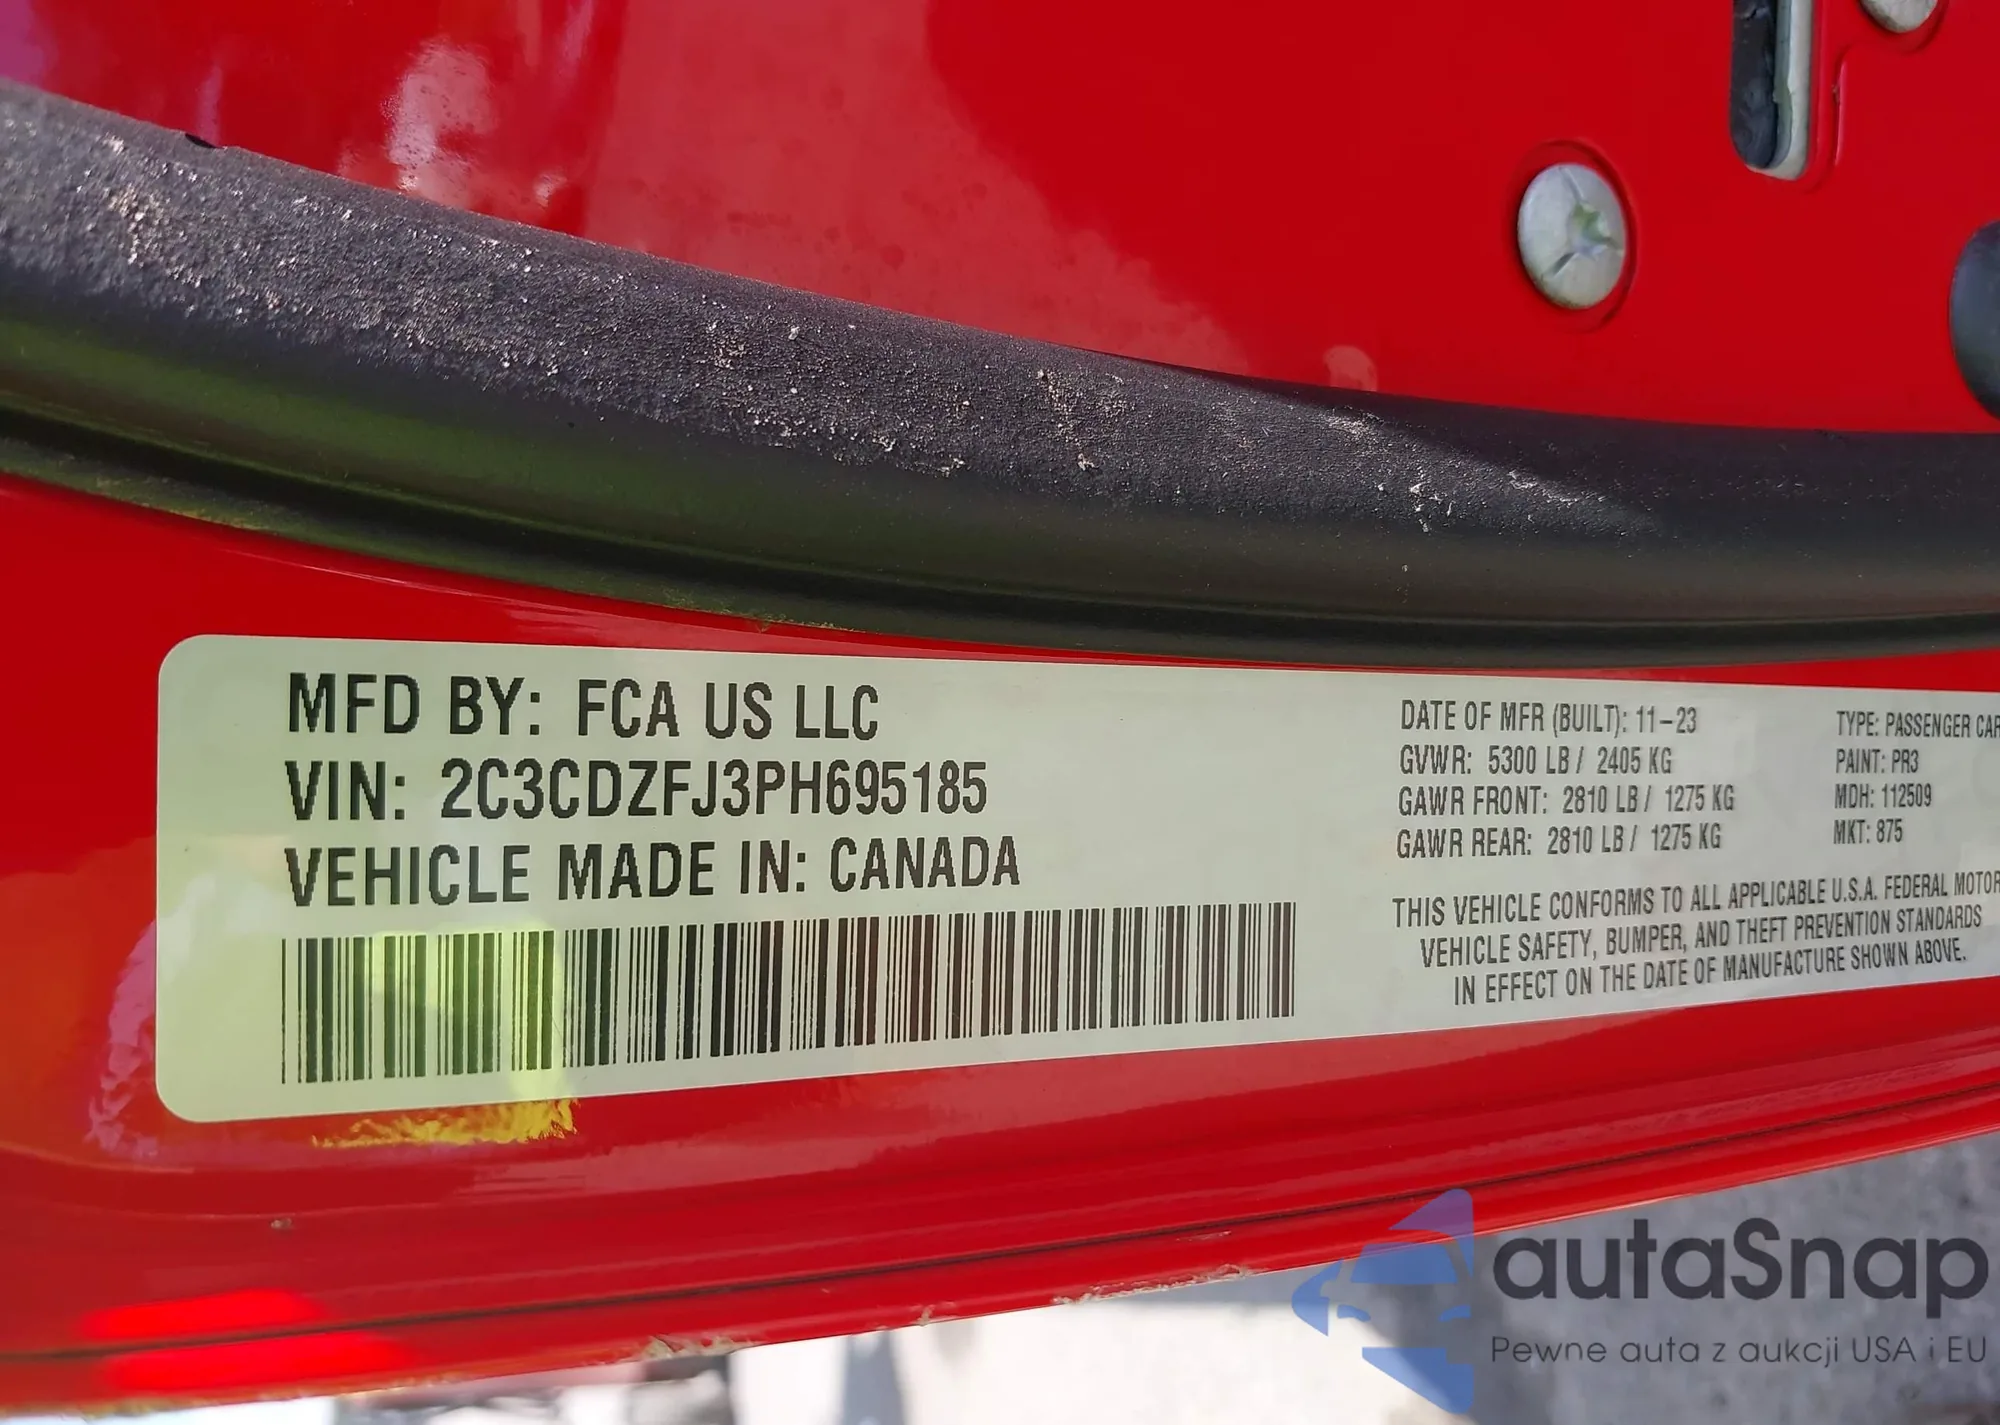 MFD BY: FCA US LLC
VIN: 2C3CDZFJ3PH695185
VEHICLE MADE IN: CANADA
DATE OF MFR (BUILT): 11-23
GVWR: 5300 LB / 2405 KG
GAWR FRONT: 2810 LB / 1275 KG
GAWR REAR: 2810 LB / 1275 KG
TYPE: PASSENGER CAR
PAINT: PR3
MDH: 112509
MKT: 875
THIS VEHICLE CONFORMS TO ALL APPLICABLE U.S.A. FEDERAL MOTOR
VEHICLE SAFETY, BUMPER, AND THEFT PREVENTION STANDARDS
IN EFFECT ON THE DATE OF MANUFACTURE SHOWN ABOVE.
autaSnap
Pewne auta z aukcji USA i EU